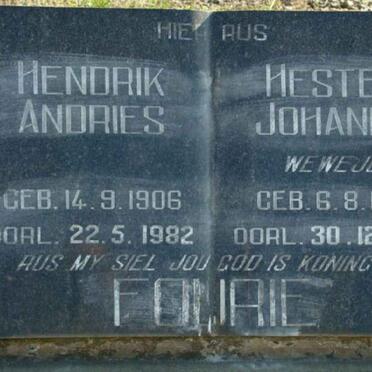 HIER RUS
HENDRIK HESTE
ANDRIES JOHAN
WEWEJ
GEB. 14.9.1906 GEB. 6.8.
OORL. 22.5.1982 OORL. 30.12
RUS MY SIEL JOU GOD IS KONING
FOURIE